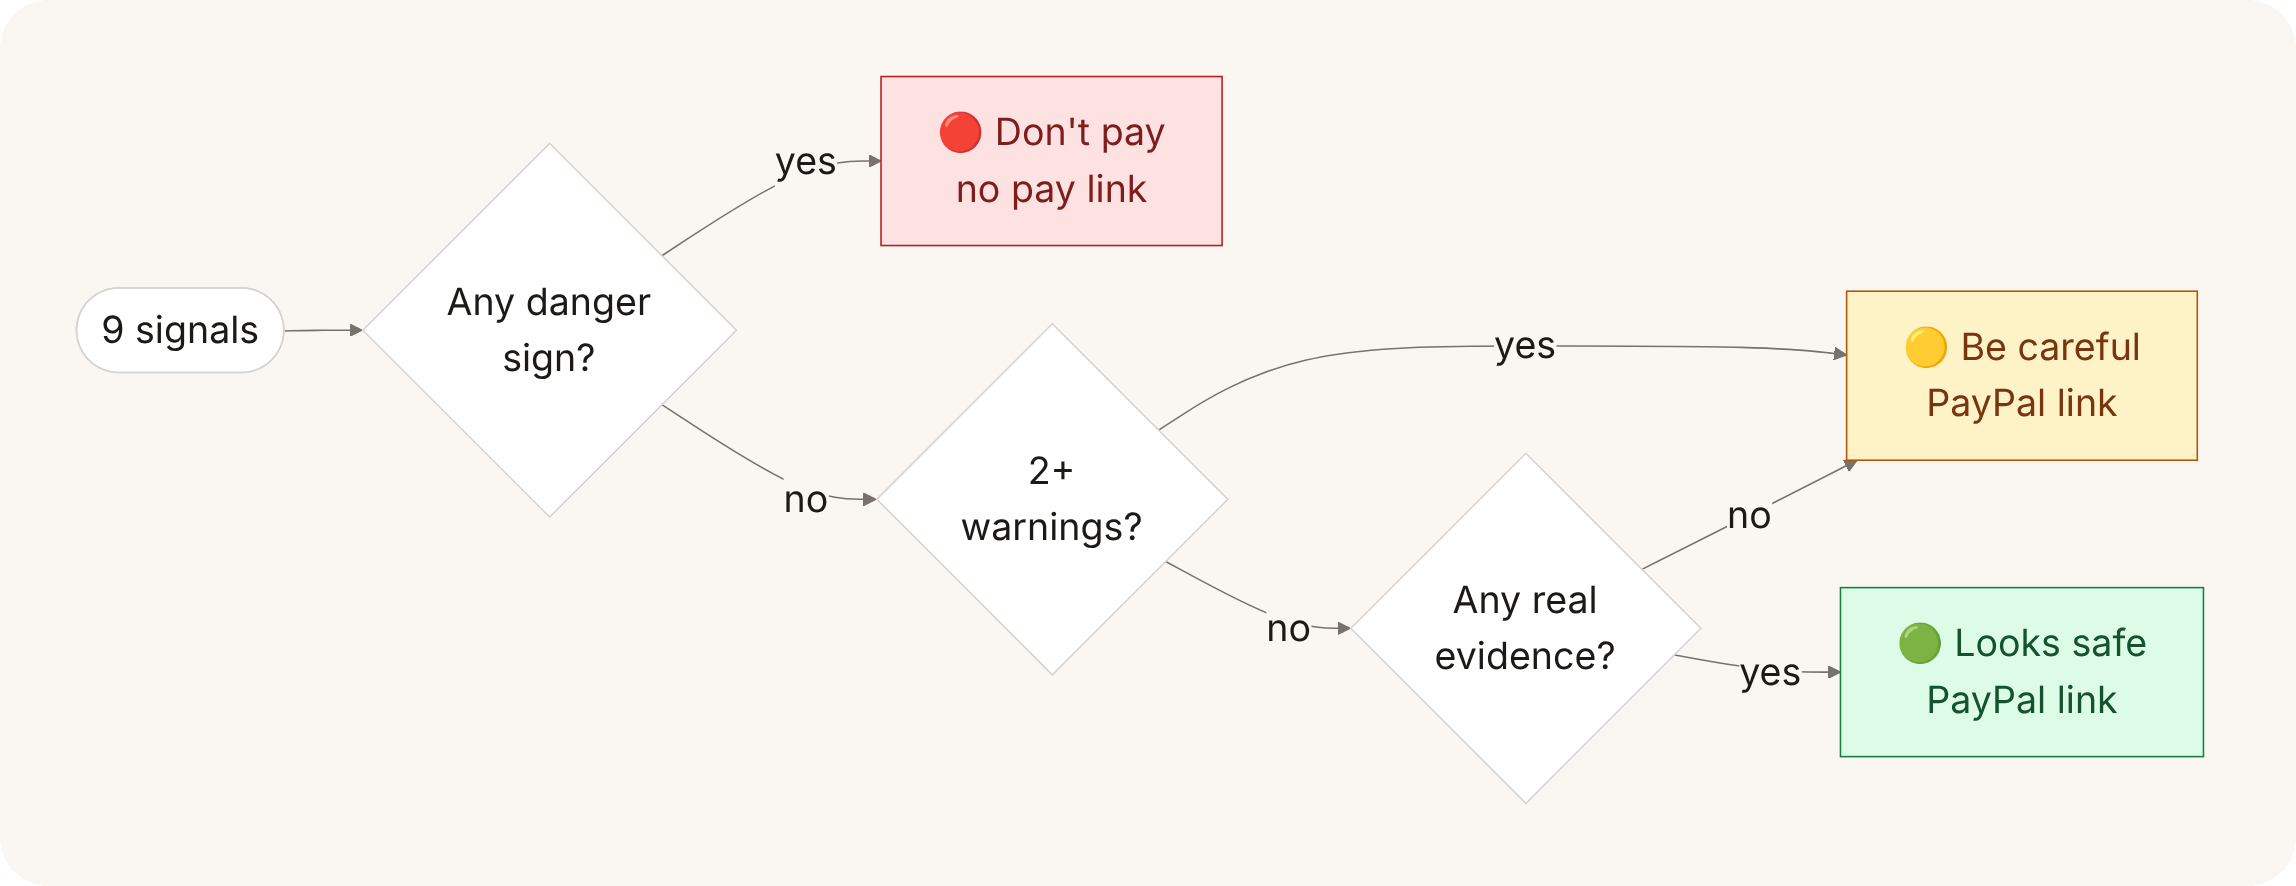 9 signals
Any danger
sign?
yes
🔴 Don't pay
no pay link
no
2+
warnings?
yes
🟡 Be careful
PayPal link
no
Any real
evidence?
no
yes
🟢 Looks safe
PayPal link